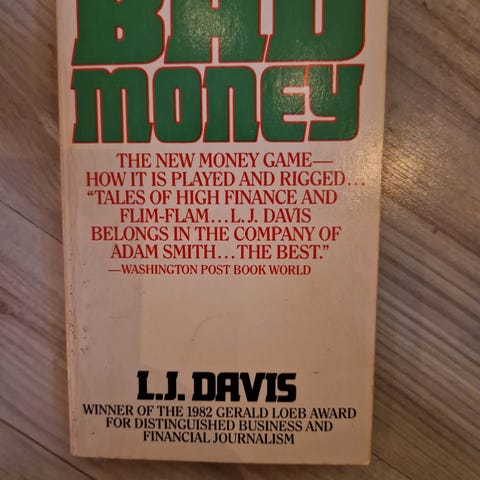 BAD
MONEY
THE NEW MONEY GAME—
HOW IT IS PLAYED AND RIGGED...
“TALES OF HIGH FINANCE AND
FLIM-FLAM...L. J. DAVIS
BELONGS IN THE COMPANY OF
ADAM SMITH...THE BEST.”
—WASHINGTON POST BOOK WORLD
L.J. DAVIS
WINNER OF THE 1982 GERALD LOEB AWARD
FOR DISTINGUISHED BUSINESS AND
FINANCIAL JOURNALISM